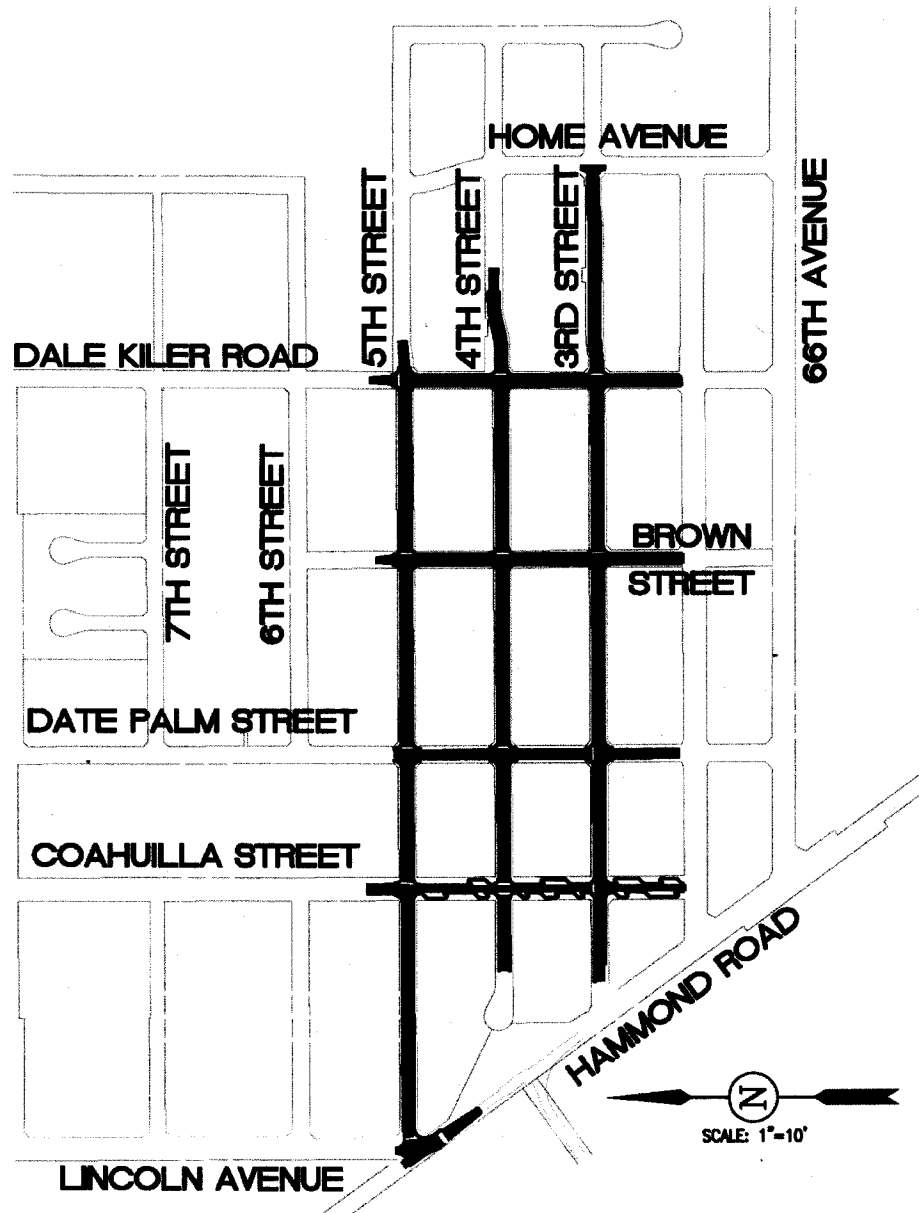 HOME AVENUE
66TH AVENUE
5TH STREET
4TH STREET
3RD STREET
DALE KILER ROAD
7TH STREET
6TH STREET
BROWN
STREET
DATE PALM STREET
COAHUILLA STREET
HAMMOND ROAD
N
SCALE: 1"=10'
LINCOLN AVENUE